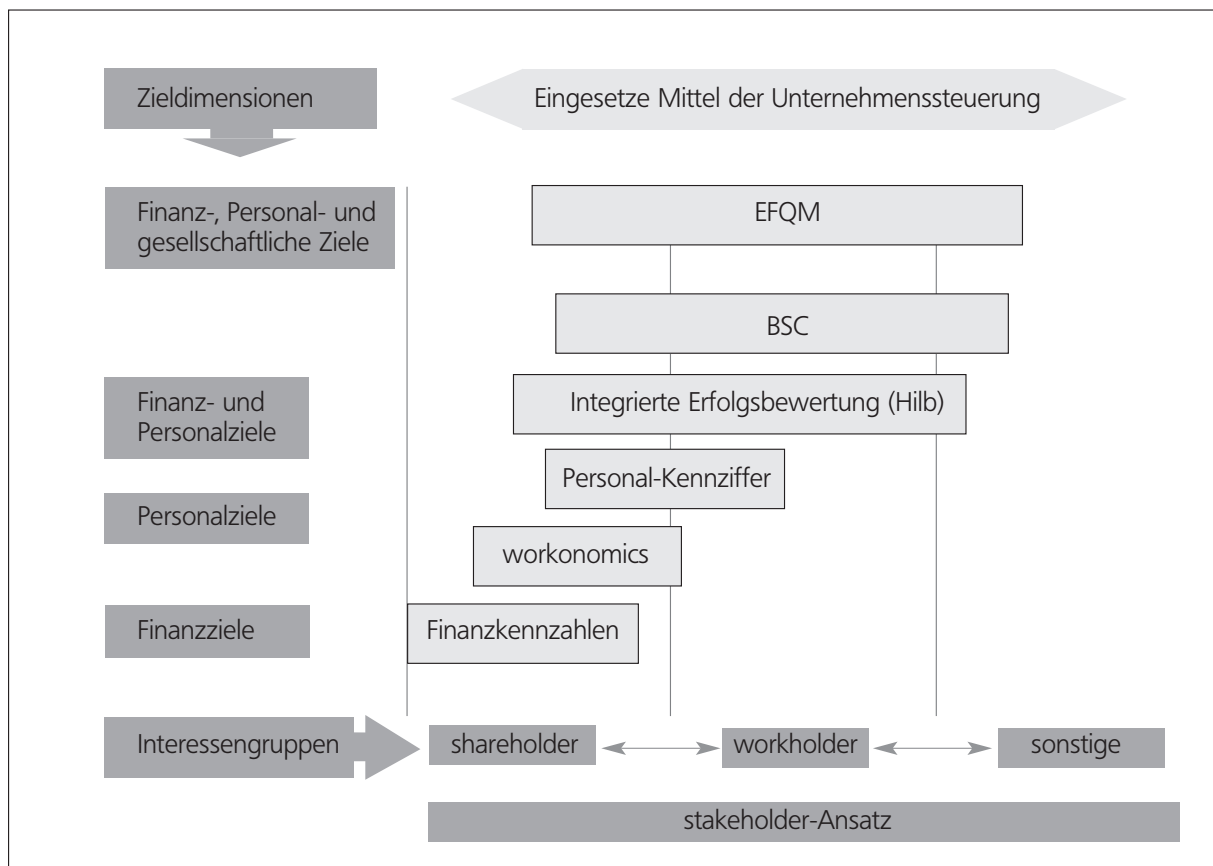 Zieldimensionen
Eingesetze Mittel der Unternehmenssteuerung
Finanz-, Personal- und
gesellschaftliche Ziele
EFQM
BSC
Finanz- und
Personalziele
Integrierte Erfolgsbewertung (Hilb)
Personal-Kennziffer
Personalziele
workonomics
Finanzziele
Finanzkennzahlen
Interessengruppen
shareholder
workholder
sonstige
stakeholder-Ansatz